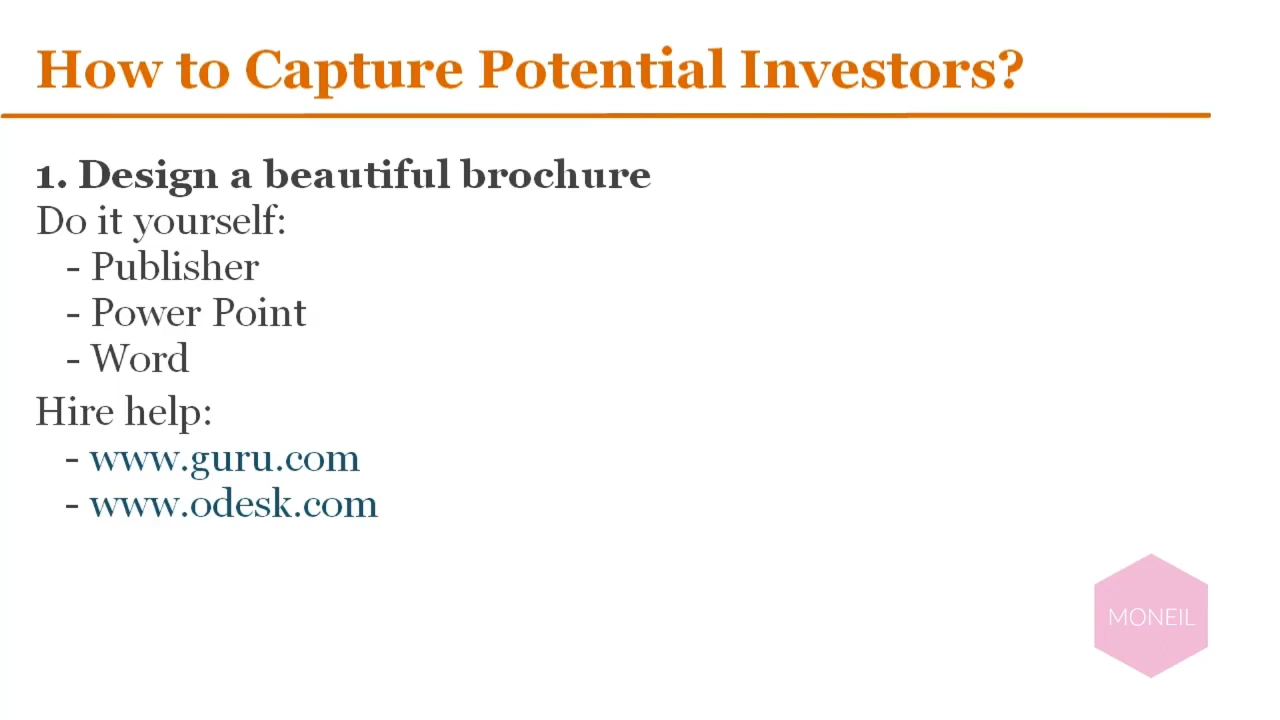 How to Capture Potential Investors?
1. Design a beautiful brochure
Do it yourself:
- Publisher
- Power Point
- Word
Hire help:
- www.guru.com
- www.odesk.com
MONEIL